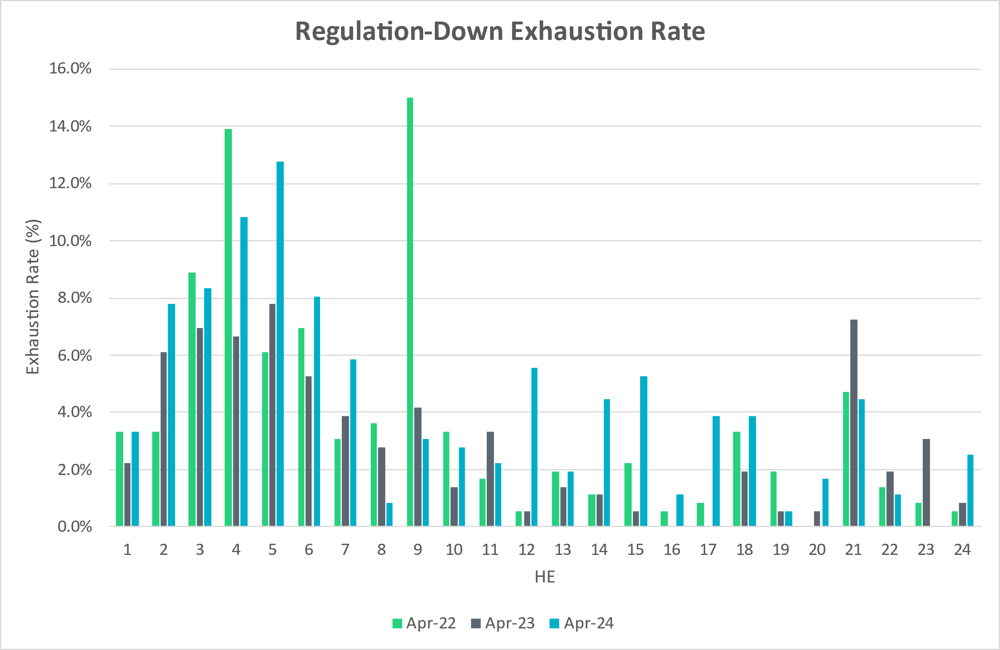 Regulation-Down Exhaustion Rate
16.0%
14.0%
12.0%
10.0%
8.0%
6.0%
4.0%
2.0%
0.0%
Exhaustion Rate (%)
1 2 3 4 5 6 7 8 9 10 11 12 13 14 15 16 17 18 19 20 21 22 23 24
HE
Apr-22 Apr-23 Apr-24